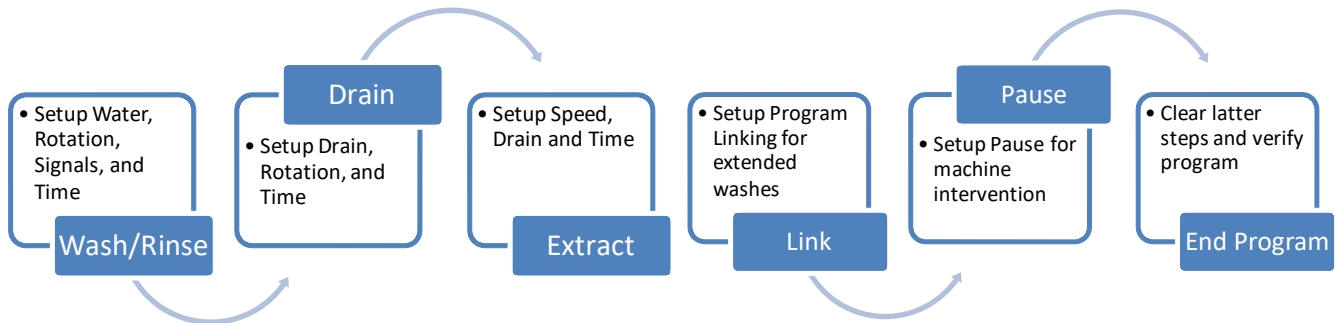 • Setup Water,
Rotation,
Signals, and
Time
Wash/Rinse
Drain
• Setup Drain,
Rotation, and
Time
• Setup Speed,
Drain and Time
Extract
• Setup Program
Linking for
extended
washes
Link
Pause
• Setup Pause for
machine
intervention
• Clear latter
steps and verify
program
End Program